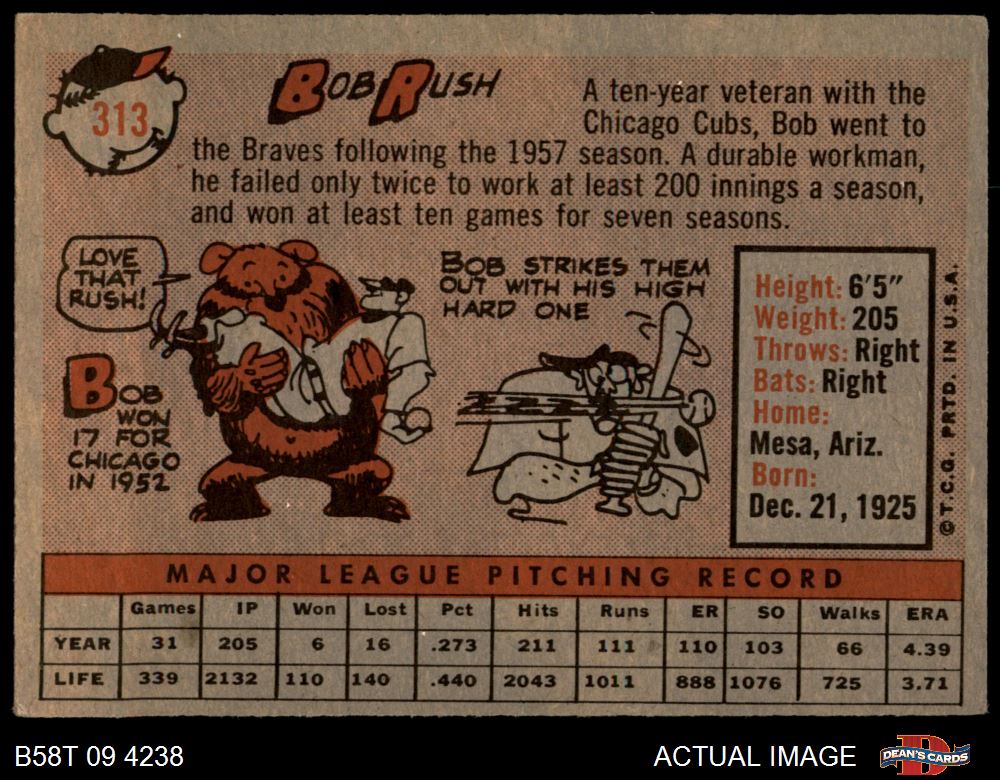 313
BOB RUSH
A ten-year veteran with the
Chicago Cubs, Bob went to
the Braves following the 1957 season. A durable workman,
he failed only twice to work at least 200 innings a season,
and won at least ten games for seven seasons.
LOVE
THAT
RUSH!
BOB
WON
17 FOR
CHICAGO
IN 1952
BOB STRIKES THEM
OUT WITH HIS HIGH
HARD ONE
ZZZZ
Height: 6'5"
Weight: 205
Throws: Right
Bats: Right
Home:
Mesa, Ariz.
Born:
Dec. 21, 1925
© T.C.G. PRTD. IN U.S.A.
MAJOR LEAGUE PITCHING RECORD
Games IP Won Lost Pct Hits Runs ER SO Walks ERA
YEAR 31 205 6 16 .273 211 111 110 103 66 4.39
LIFE 339 2132 110 140 .440 2043 1011 888 1076 725 3.71
B58T 09 4238
ACTUAL IMAGE
D
DEAN'S CARDS